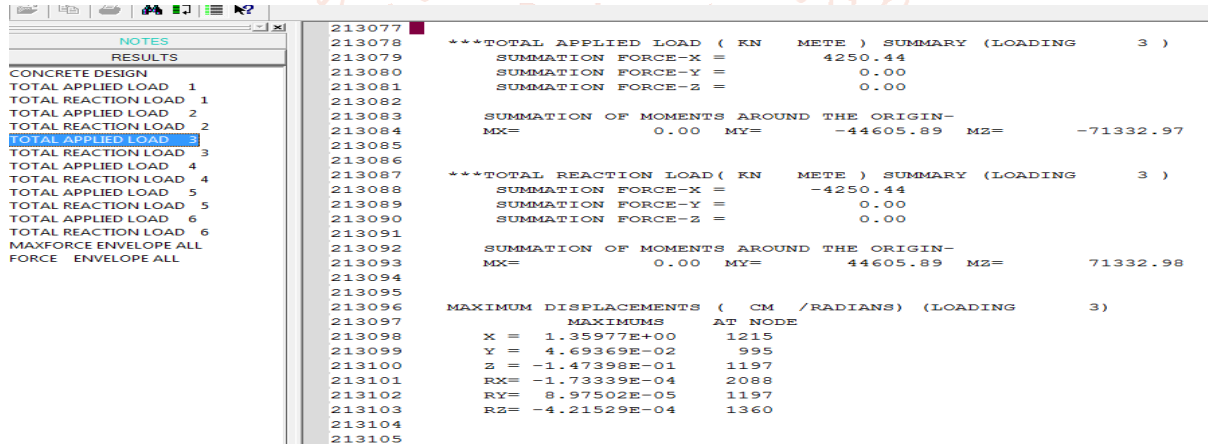 NOTES
RESULTS
CONCRETE DESIGN
TOTAL APPLIED LOAD 1
TOTAL REACTION LOAD 1
TOTAL APPLIED LOAD 2
TOTAL REACTION LOAD 2
TOTAL APPLIED LOAD 3
TOTAL REACTION LOAD 3
TOTAL APPLIED LOAD 4
TOTAL REACTION LOAD 4
TOTAL APPLIED LOAD 5
TOTAL REACTION LOAD 5
TOTAL APPLIED LOAD 6
TOTAL REACTION LOAD 6
MAXFORCE ENVELOPE ALL
FORCE ENVELOPE ALL
213077
213078 ***TOTAL APPLIED LOAD ( KN METE ) SUMMARY (LOADING 3 )
213079 SUMMATION FORCE-X = 4250.44
213080 SUMMATION FORCE-Y = 0.00
213081 SUMMATION FORCE-Z = 0.00
213082
213083 SUMMATION OF MOMENTS AROUND THE ORIGIN-
213084 MX= 0.00 MY= -44605.89 MZ= -71332.97
213085
213086
213087 ***TOTAL REACTION LOAD( KN METE ) SUMMARY (LOADING 3 )
213088 SUMMATION FORCE-X = -4250.44
213089 SUMMATION FORCE-Y = 0.00
213090 SUMMATION FORCE-Z = 0.00
213091
213092 SUMMATION OF MOMENTS AROUND THE ORIGIN-
213093 MX= 0.00 MY= 44605.89 MZ= 71332.98
213094
213095
213096 MAXIMUM DISPLACEMENTS ( CM /RADIANS) (LOADING 3)
213097 MAXIMUMS AT NODE
213098 X = 1.35977E+00 1215
213099 Y = 4.69369E-02 995
213100 Z = -1.47398E-01 1197
213101 RX= -1.73339E-04 2088
213102 RY= 8.97502E-05 1197
213103 RZ= -4.21529E-04 1360
213104
213105